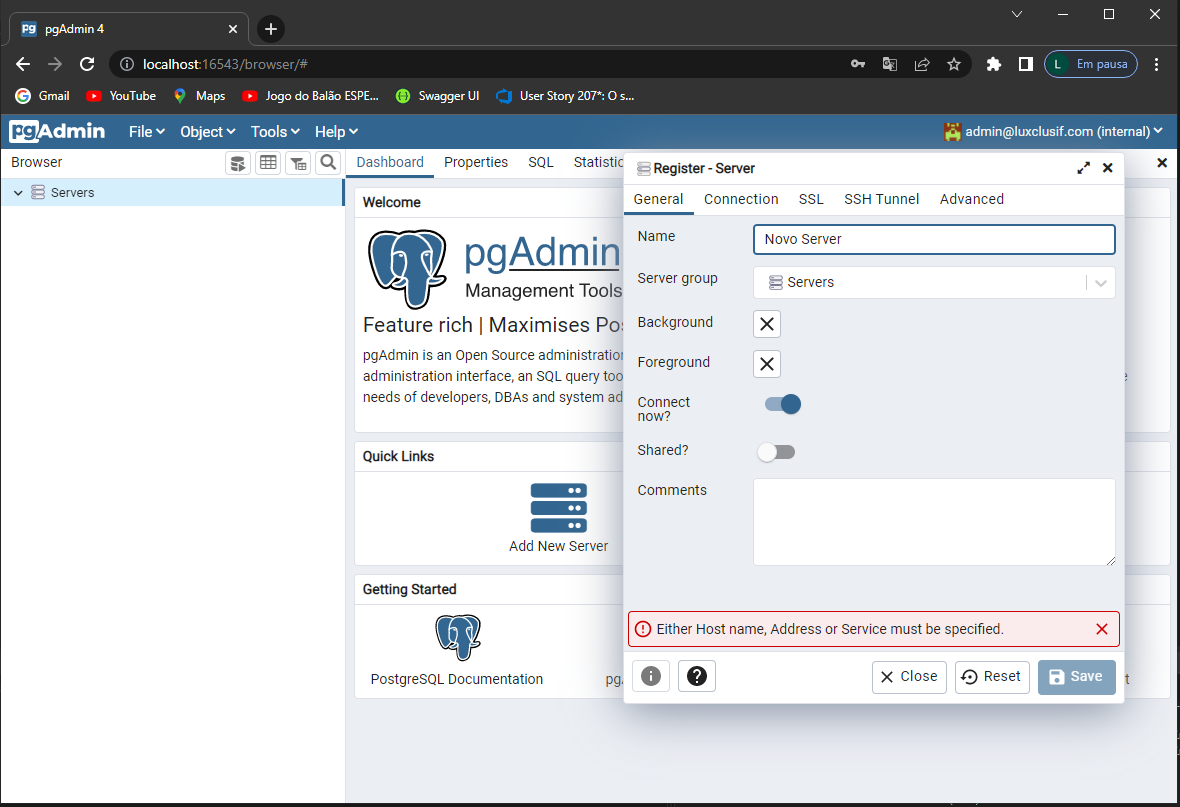 pgAdmin 4
localhost:16543/browser/#
L Em pausa
Gmail YouTube Maps Jogo do Balão ESPE... Swagger UI User Story 207*: O s...
pgAdmin File Object Tools Help admin@luxclusif.com (internal)
Browser
Servers
Dashboard Properties SQL Statistic
Welcome
pgAdmin
Management Tools
Feature rich | Maximises Pos
pgAdmin is an Open Source administration
administration interface, an SQL query too
needs of developers, DBAs and system ad
Quick Links
Add New Server
Getting Started
PostgreSQL Documentation
pg
Register - Server
General Connection SSL SSH Tunnel Advanced
Name Novo Server
Server group Servers
Background
Foreground
Connect
now?
Shared?
Comments
Either Host name, Address or Service must be specified.
Close Reset Save